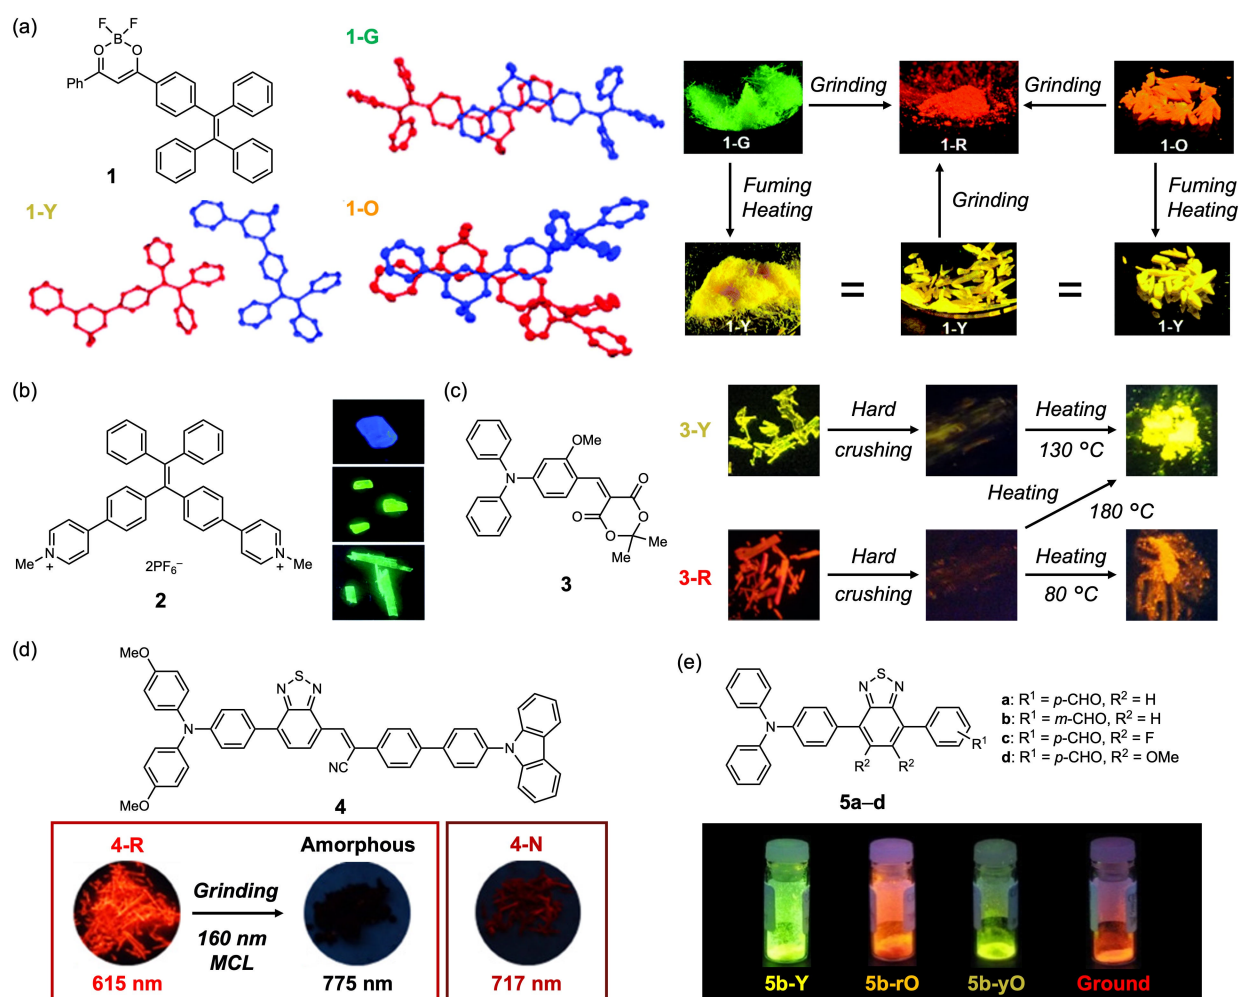 (a)
F F
B
O O
Ph
1
1-G
1-Y
1-O
1-G
Grinding
1-R
Grinding
1-O
Fuming
Heating
Grinding
Fuming
Heating
1-Y
=
1-Y
=
1-Y
(b)
MeN
+
2PF6–
N
+
Me
2
(c)
OMe
N
O
O
O
O
Me
Me
3
3-Y
Hard
crushing
Heating
130 °C
Heating
180 °C
3-R
Hard
crushing
Heating
80 °C
(d)
MeO
S
N N
N
NC
N
MeO
4
4-R
Grinding
160 nm
MCL
Amorphous
615 nm
775 nm
4-N
717 nm
(e)
S
N N
N
R2 R2
R1
5a–d
a: R1 = p-CHO, R2 = H
b: R1 = m-CHO, R2 = H
c: R1 = p-CHO, R2 = F
d: R1 = p-CHO, R2 = OMe
5b-Y
5b-rO
5b-yO
Ground